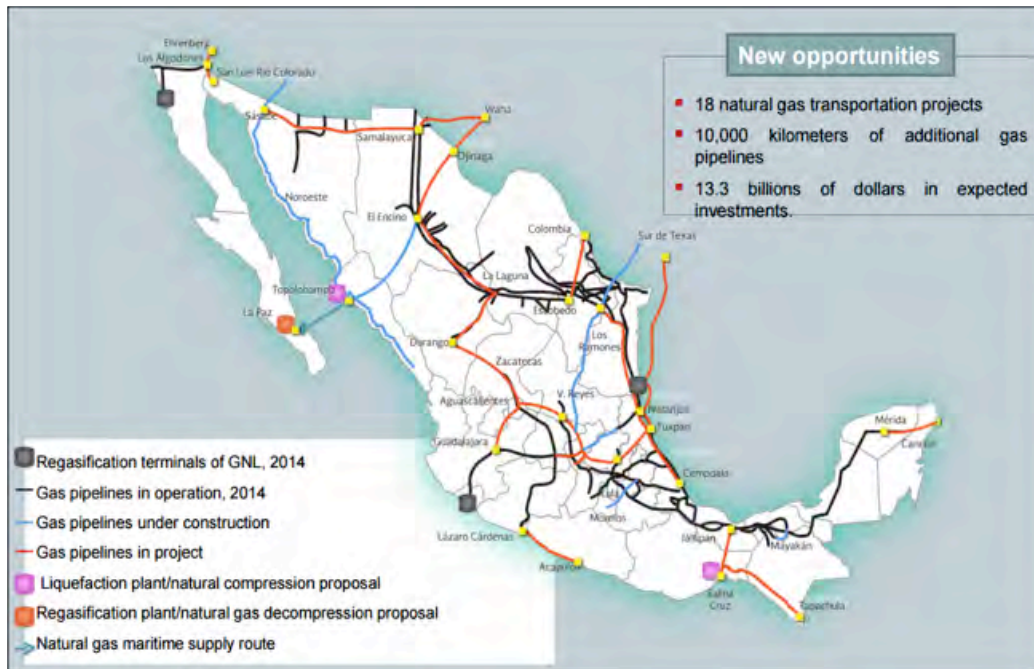 New opportunities
18 natural gas transportation projects
10,000 kilometers of additional gas
pipelines
13.3 billions of dollars in expected
investments.
Ehrenberg
Los Algodones
San Luis Rio Colorado
Sásabe
Samalayuca
Waha
Ojinaga
Noroeste
El Encino
Colombia
Sur de Texas
La Laguna
Topolobampo
Escobedo
La Paz
Los
Ramones
Durango
Zacatecas
Aguascalientes
V. Reyes
Naranjos
Tuxpan
Guadalajara
Mérida
Cancún
Cempoala
Tula
Morelos
Lázaro Cárdenas
Jáltipan
Mayakán
Acapulco
Salina
Cruz
Tapachula
Regasification terminals of GNL, 2014
Gas pipelines in operation, 2014
Gas pipelines under construction
Gas pipelines in project
Liquefaction plant/natural compression proposal
Regasification plant/natural gas decompression proposal
Natural gas maritime supply route